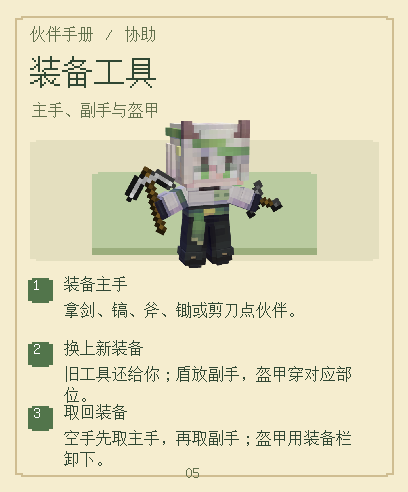 伙伴手册 / 协助
装备工具
主手、副手与盔甲
1 装备主手
拿剑、镐、斧、锄或剪刀点伙伴。
2 换上新装备
旧工具还给你；盾放副手，盔甲穿对应部
位。
3 取回装备
空手先取主手，再取副手；盔甲用装备栏
卸下。
05